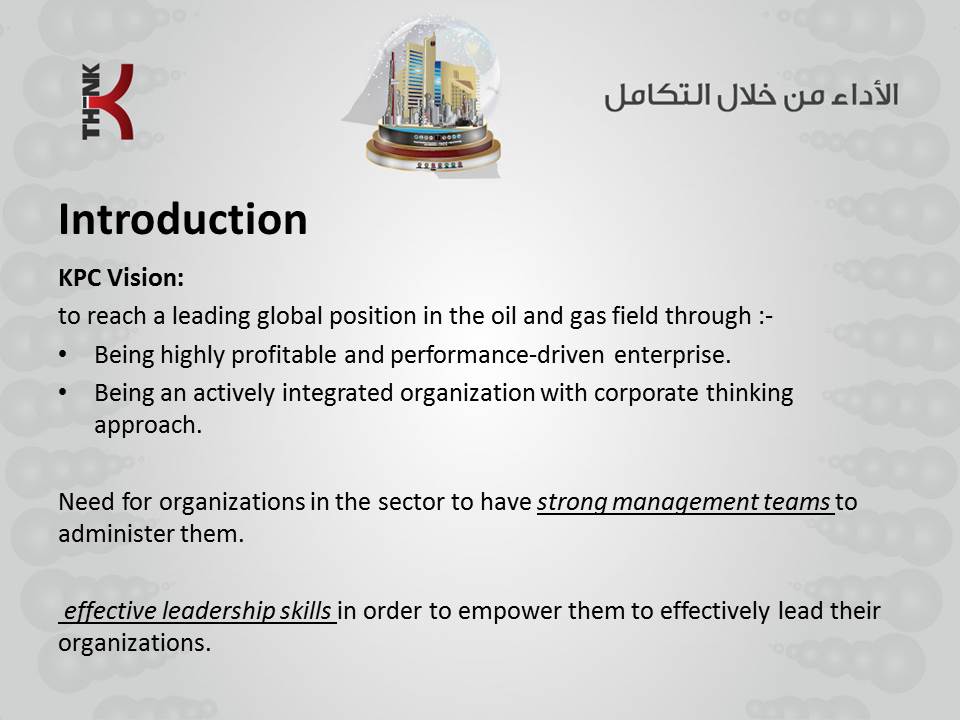 THINK
الأداء من خلال التكامل
Introduction
KPC Vision:
to reach a leading global position in the oil and gas field through :-
• Being highly profitable and performance-driven enterprise.
• Being an actively integrated organization with corporate thinking
approach.
Need for organizations in the sector to have strong management teams to
administer them.
effective leadership skills in order to empower them to effectively lead their
organizations.